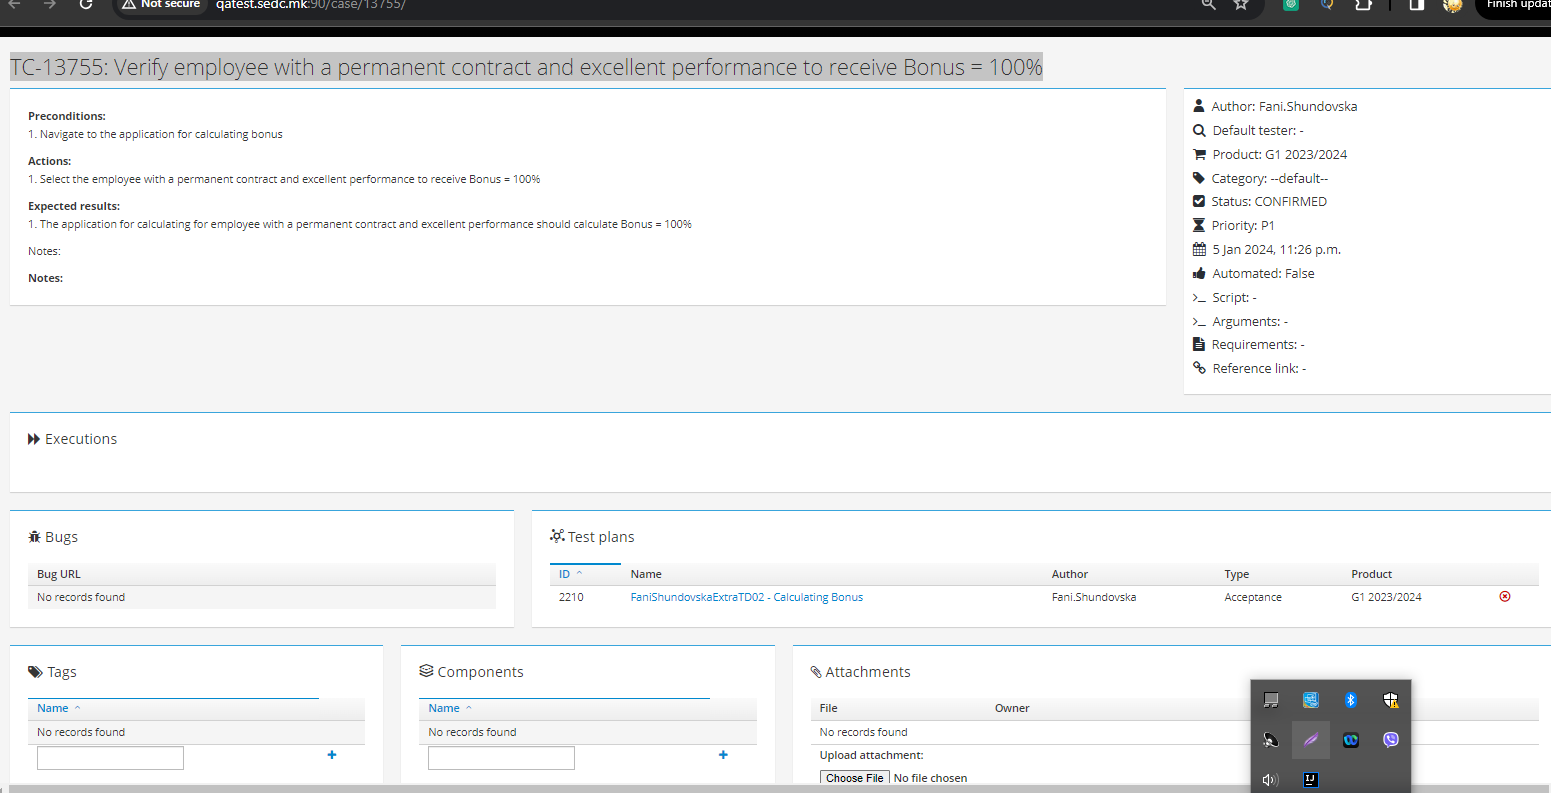 Not secure
qatest.sedc.mk:90/case/13755/
Finish updat
TC-13755: Verify employee with a permanent contract and excellent performance to receive Bonus = 100%
Preconditions:
1. Navigate to the application for calculating bonus
Actions:
1. Select the employee with a permanent contract and excellent performance to receive Bonus = 100%
Expected results:
1. The application for calculating for employee with a permanent contract and excellent performance should calculate Bonus = 100%
Notes:
Notes:
Author: Fani.Shundovska
Default tester: -
Product: G1 2023/2024
Category: --default--
Status: CONFIRMED
Priority: P1
5 Jan 2024, 11:26 p.m.
Automated: False
Script: -
Arguments: -
Requirements: -
Reference link: -
Executions
Bugs
Bug URL
No records found
Test plans
ID Name Author Type Product
2210 FaniShundovskaExtraTD02 - Calculating Bonus Fani.Shundovska Acceptance G1 2023/2024
Tags
Name
No records found
Components
Name
No records found
Attachments
File Owner
No records found
Upload attachment:
Choose File No file chosen
IJ